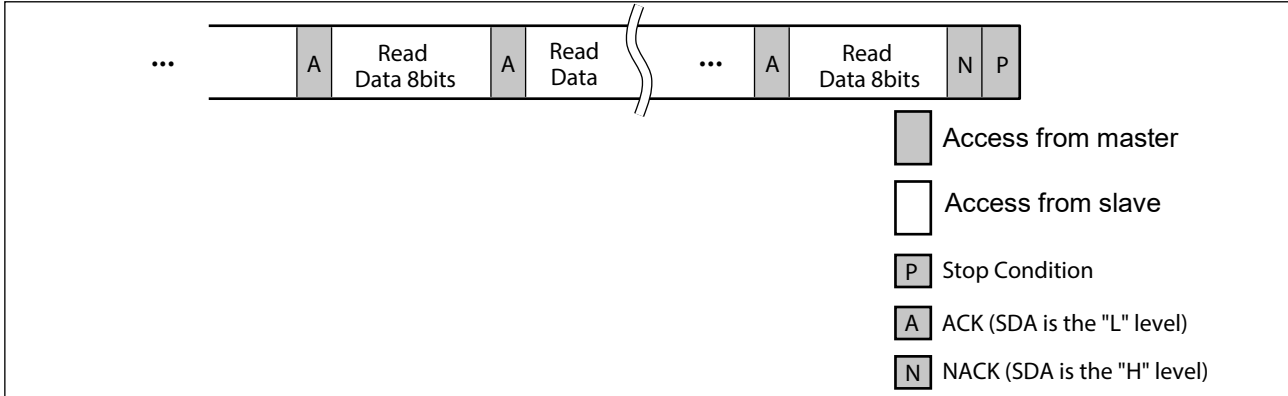 ... A Read Data 8bits A Read Data ... A Read Data 8bits N P
Access from master
Access from slave
P Stop Condition
A ACK (SDA is the "L" level)
N NACK (SDA is the "H" level)